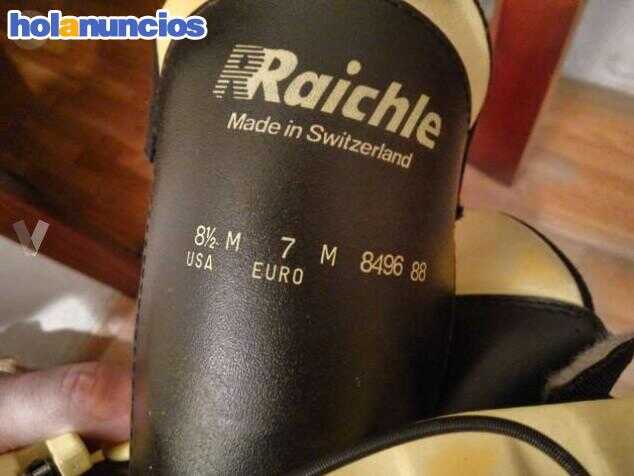 holanuncios
Raichle
Made in Switzerland
8½ M 7 M 8496 88
USA EURO
V